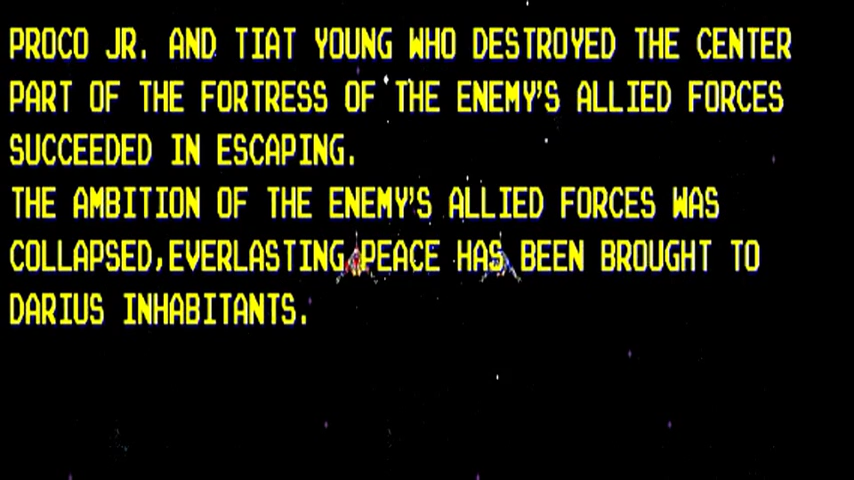 PROCO JR. AND TIAT YOUNG WHO DESTROYED THE CENTER
PART OF THE FORTRESS OF THE ENEMY'S ALLIED FORCES
SUCCEEDED IN ESCAPING.
THE AMBITION OF THE ENEMY'S ALLIED FORCES WAS
COLLAPSED,EVERLASTING PEACE HAS BEEN BROUGHT TO
DARIUS INHABITANTS.